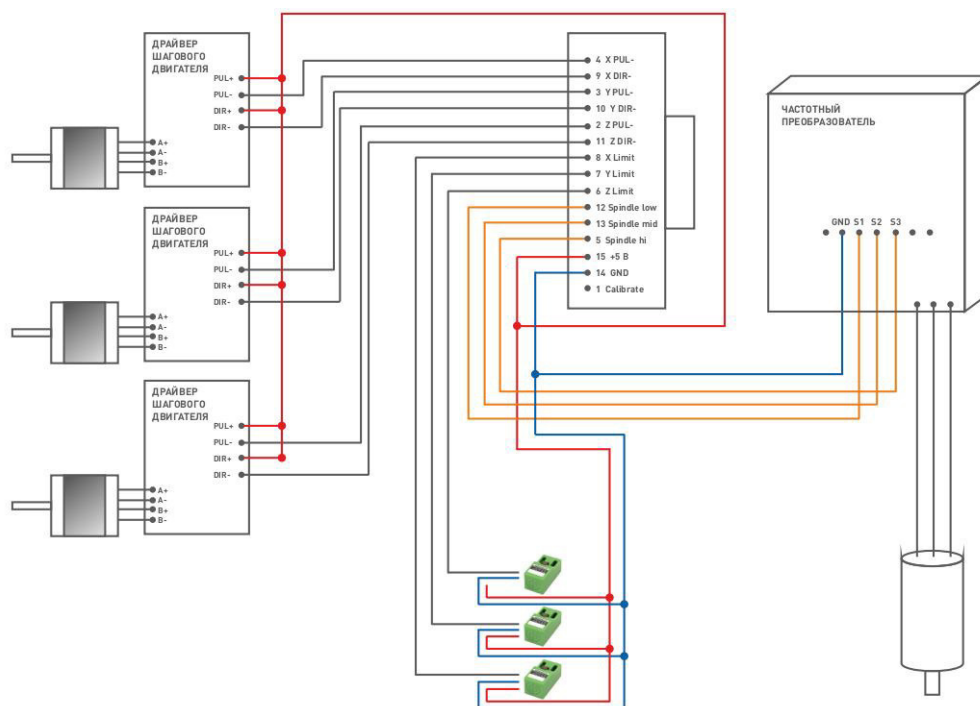 ДРАЙВЕР
ШАГОВОГО
ДВИГАТЕЛЯ
PUL+
PUL-
DIR+
DIR-
A+
A-
B+
B-
ДРАЙВЕР
ШАГОВОГО
ДВИГАТЕЛЯ
PUL+
PUL-
DIR+
DIR-
A+
A-
B+
B-
ДРАЙВЕР
ШАГОВОГО
ДВИГАТЕЛЯ
PUL+
PUL-
DIR+
DIR-
A+
A-
B+
B-
4 X PUL-
9 X DIR-
3 Y PUL-
10 Y DIR-
2 Z PUL-
11 Z DIR-
8 X Limit
7 Y Limit
6 Z Limit
12 Spindle low
13 Spindle mid
5 Spindle hi
15 +5 В
14 GND
1 Calibrate
ЧАСТОТНЫЙ
ПРЕОБРАЗОВАТЕЛЬ
GND S1 S2 S3